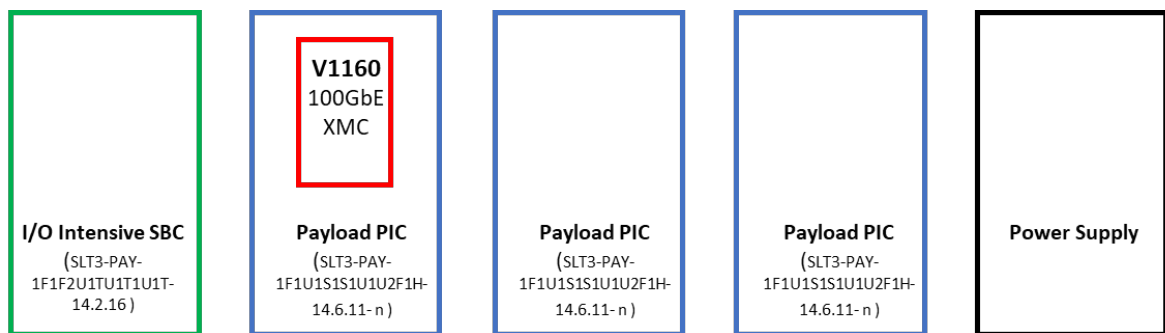 V1160
100GbE
XMC
I/O Intensive SBC
(SLT3-PAY-
1F1F2U1TU1T1U1T-
14.2.16 )
Payload PIC
(SLT3-PAY-
1F1U1S1S1U1U2F1H-
14.6.11- n )
Payload PIC
(SLT3-PAY-
1F1U1S1S1U1U2F1H-
14.6.11- n )
Payload PIC
(SLT3-PAY-
1F1U1S1S1U1U2F1H-
14.6.11- n )
Power Supply